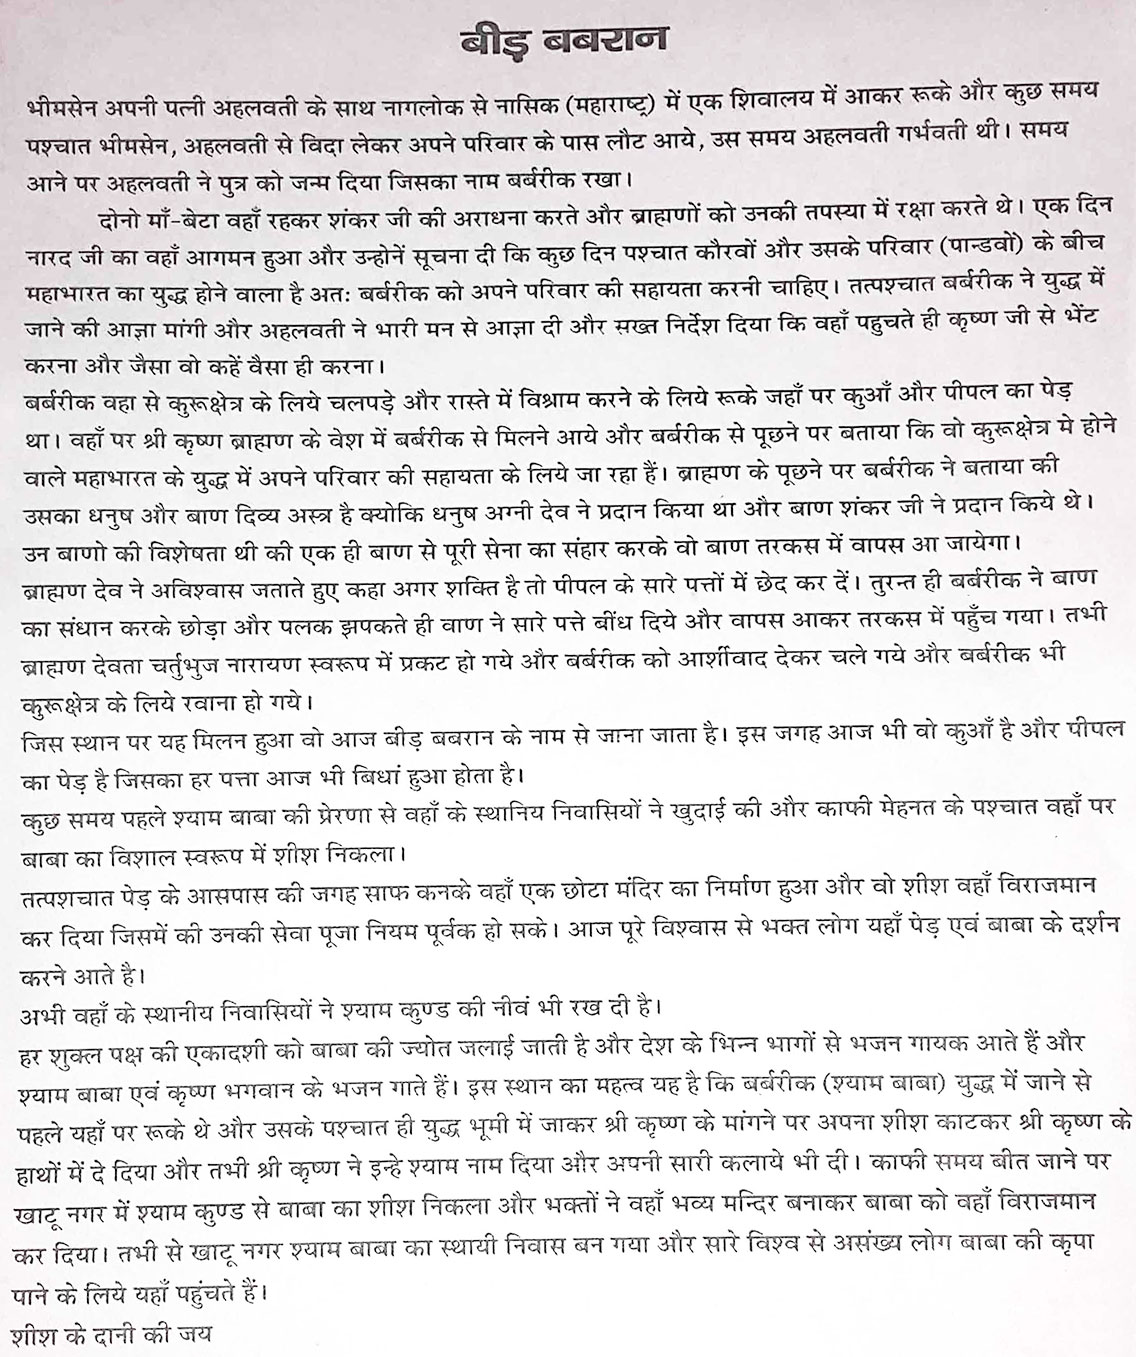 बीड़ बबरान
भीमसेन अपनी पत्नी अहलवती के साथ नागलोक से नासिक (महाराष्ट्र) में एक शिवालय में आकर रूके और कुछ समय
पश्चात भीमसेन, अहलवती से विदा लेकर अपने परिवार के पास लौट आये, उस समय अहलवती गर्भवती थी। समय
आने पर अहलवती ने पुत्र को जन्म दिया जिसका नाम बर्बरीक रखा।
दोनो माँ-बेटा वहाँ रहकर शंकर जी की अराधना करते और ब्राह्मणों को उनकी तपस्या में रक्षा करते थे। एक दिन
नारद जी का वहाँ आगमन हुआ और उन्होनें सूचना दी कि कुछ दिन पश्चात कौरवों और उसके परिवार (पान्डवों) के बीच
महाभारत का युद्ध होने वाला है अतः बर्बरीक को अपने परिवार की सहायता करनी चाहिए। तत्पश्चात बर्बरीक ने युद्ध में
जाने की आज्ञा मांगी और अहलवती ने भारी मन से आज्ञा दी और सख्त निर्देश दिया कि वहाँ पहुचते ही कृष्ण जी से भेंट
करना और जैसा वो कहें वैसा ही करना।
बर्बरीक वहा से कुरूक्षेत्र के लिये चलपड़े और रास्ते में विश्राम करने के लिये रूके जहाँ पर कुआँ और पीपल का पेड़
था। वहाँ पर श्री कृष्ण ब्राह्मण के वेश में बर्बरीक से मिलने आये और बर्बरीक से पूछने पर बताया कि वो कुरूक्षेत्र मे होने
वाले महाभारत के युद्ध में अपने परिवार की सहायता के लिये जा रहा हैं। ब्राह्मण के पूछने पर बर्बरीक ने बताया की
उसका धनुष और बाण दिव्य अस्त्र है क्योकि धनुष अग्नी देव ने प्रदान किया था और बाण शंकर जी ने प्रदान किये थे।
उन बाणो की विशेषता थी की एक ही बाण से पूरी सेना का संहार करके वो बाण तरकस में वापस आ जायेगा।
ब्राह्मण देव ने अविश्वास जताते हुए कहा अगर शक्ति है तो पीपल के सारे पत्तों में छेद कर दें। तुरन्त ही बर्बरीक ने बाण
का संधान करके छोड़ा और पलक झपकते ही वाण ने सारे पत्ते बींध दिये और वापस आकर तरकस में पहुँच गया। तभी
ब्राह्मण देवता चर्तुभुज नारायण स्वरूप में प्रकट हो गये और बर्बरीक को आर्शीवाद देकर चले गये और बर्बरीक भी
कुरूक्षेत्र के लिये रवाना हो गये।
जिस स्थान पर यह मिलन हुआ वो आज बीड़ बबरान के नाम से जाना जाता है। इस जगह आज भी वो कुआँ है और पीपल
का पेड़ है जिसका हर पत्ता आज भी बिधां हुआ होता है।
कुछ समय पहले श्याम बाबा की प्रेरणा से वहाँ के स्थानिय निवासियों ने खुदाई की और काफी मेहनत के पश्चात वहाँ पर
बाबा का विशाल स्वरूप में शीश निकला।
तत्पशचात पेड़ के आसपास की जगह साफ कनके वहाँ एक छोटा मंदिर का निर्माण हुआ और वो शीश वहाँ विराजमान
कर दिया जिसमें की उनकी सेवा पूजा नियम पूर्वक हो सके। आज पूरे विश्वास से भक्त लोग यहाँ पेड़ एवं बाबा के दर्शन
करने आते है।
अभी वहाँ के स्थानीय निवासियों ने श्याम कुण्ड की नीवं भी रख दी है।
हर शुक्ल पक्ष की एकादशी को बाबा की ज्योत जलाई जाती है और देश के भिन्न भागों से भजन गायक आते हैं और
श्याम बाबा एवं कृष्ण भगवान के भजन गाते हैं। इस स्थान का महत्व यह है कि बर्बरीक (श्याम बाबा) युद्ध में जाने से
पहले यहाँ पर रूके थे और उसके पश्चात ही युद्ध भूमी में जाकर श्री कृष्ण के मांगने पर अपना शीश काटकर श्री कृष्ण के
हाथों में दे दिया और तभी श्री कृष्ण ने इन्हे श्याम नाम दिया और अपनी सारी कलाये भी दी। काफी समय बीत जाने पर
खाटू नगर में श्याम कुण्ड से बाबा का शीश निकला और भक्तों ने वहाँ भव्य मन्दिर बनाकर बाबा को वहाँ विराजमान
कर दिया। तभी से खाटू नगर श्याम बाबा का स्थायी निवास बन गया और सारे विश्व से असंख्य लोग बाबा की कृपा
पाने के लिये यहाँ पहुंचते हैं।
शीश के दानी की जय